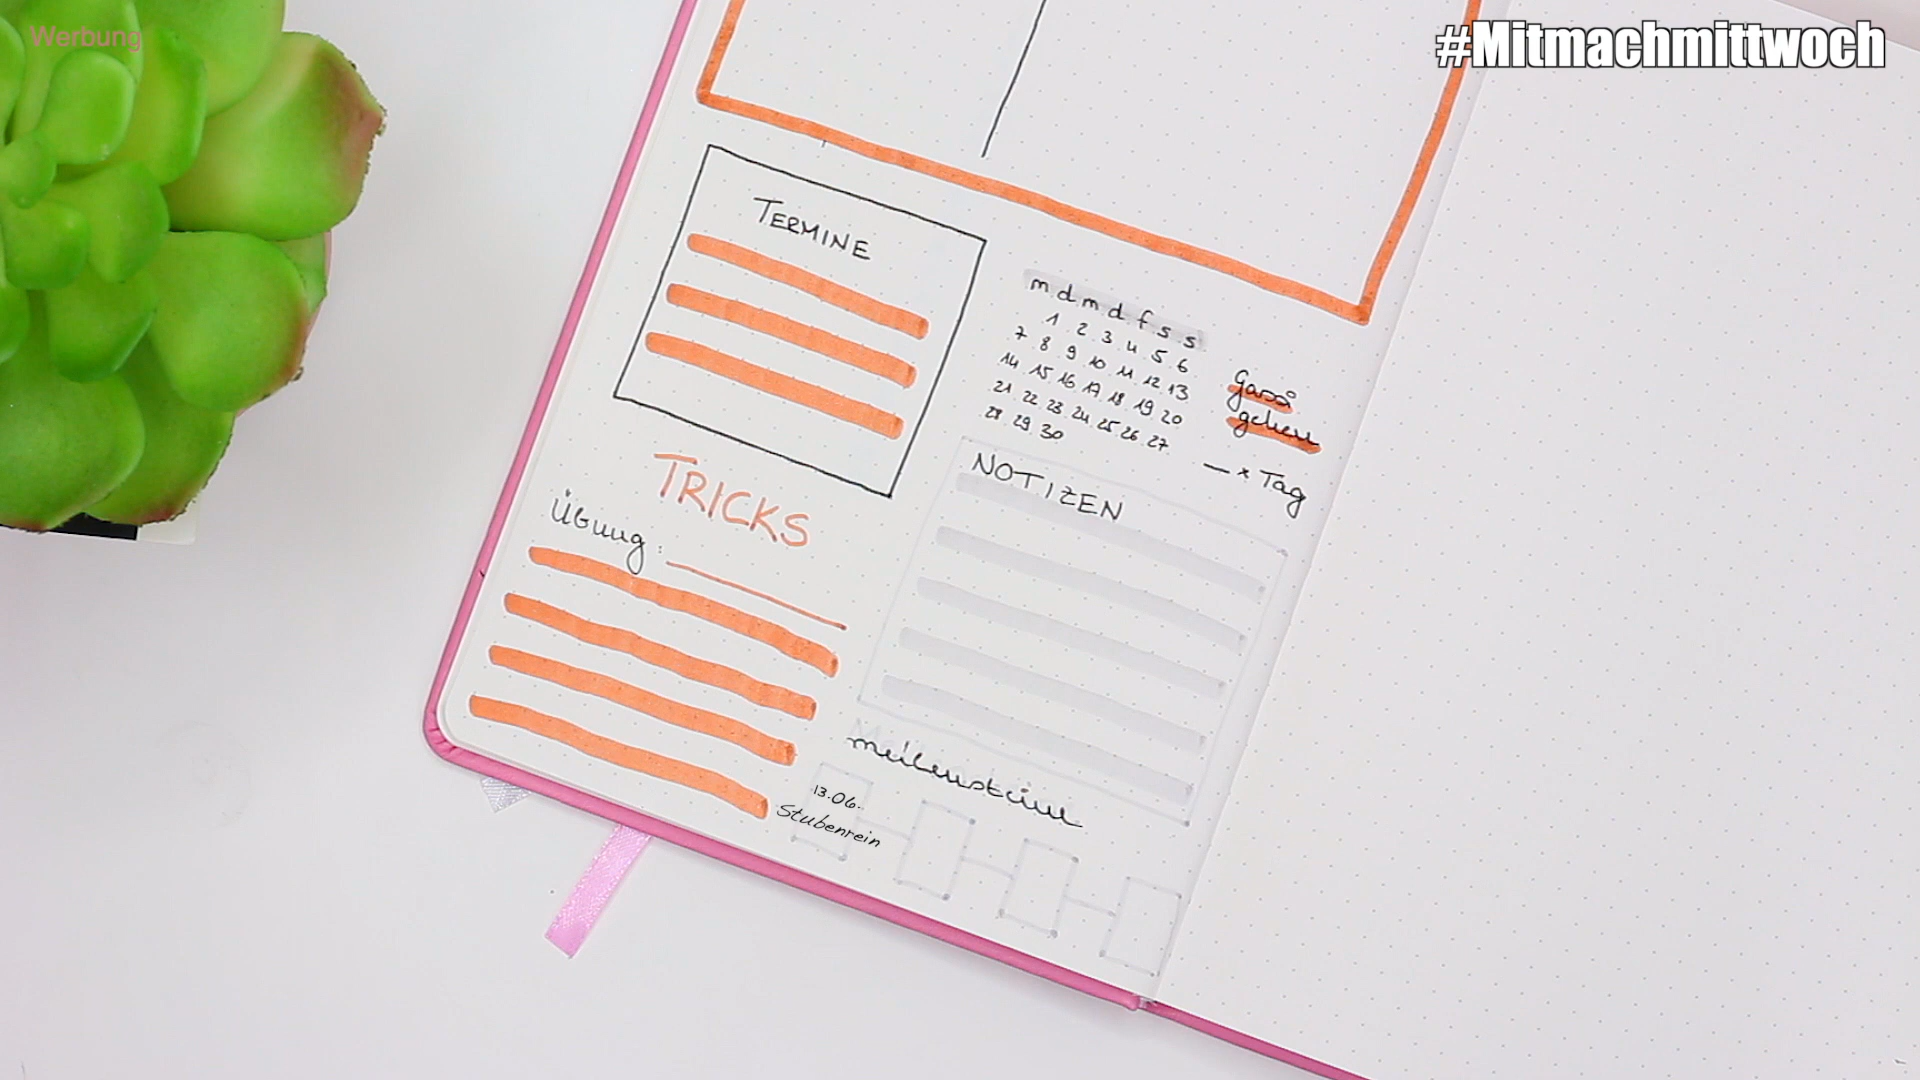 Werbung
#Mitmachmittwoch
TERMINE
m d m d f s s
1 2 3 4 5 6
7 8 9 10 11 12 13
14 15 16 17 18 19 20
21 22 23 24 25 26 27
28 29 30
Gassi
gehen
— x Tag
TRICKS
Übung:
NOTIZEN
meilensteine
13.06.
Stubenrein